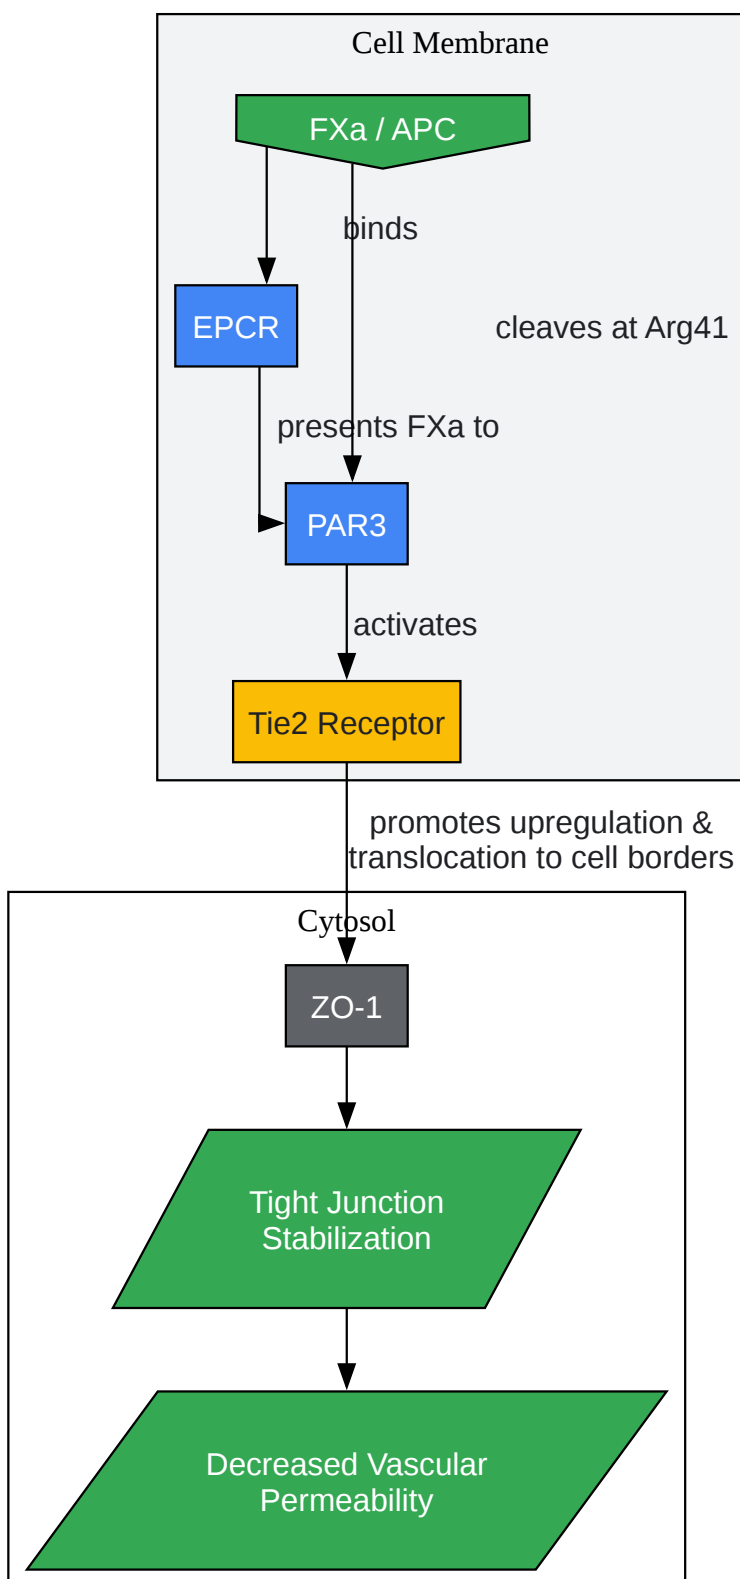 Cell Membrane
FXa / APC
binds
EPCR
cleaves at Arg41
presents FXa to
PAR3
activates
Tie2 Receptor
promotes upregulation &
translocation to cell borders
Cytosol
ZO-1
Tight Junction
Stabilization
Decreased Vascular
Permeability